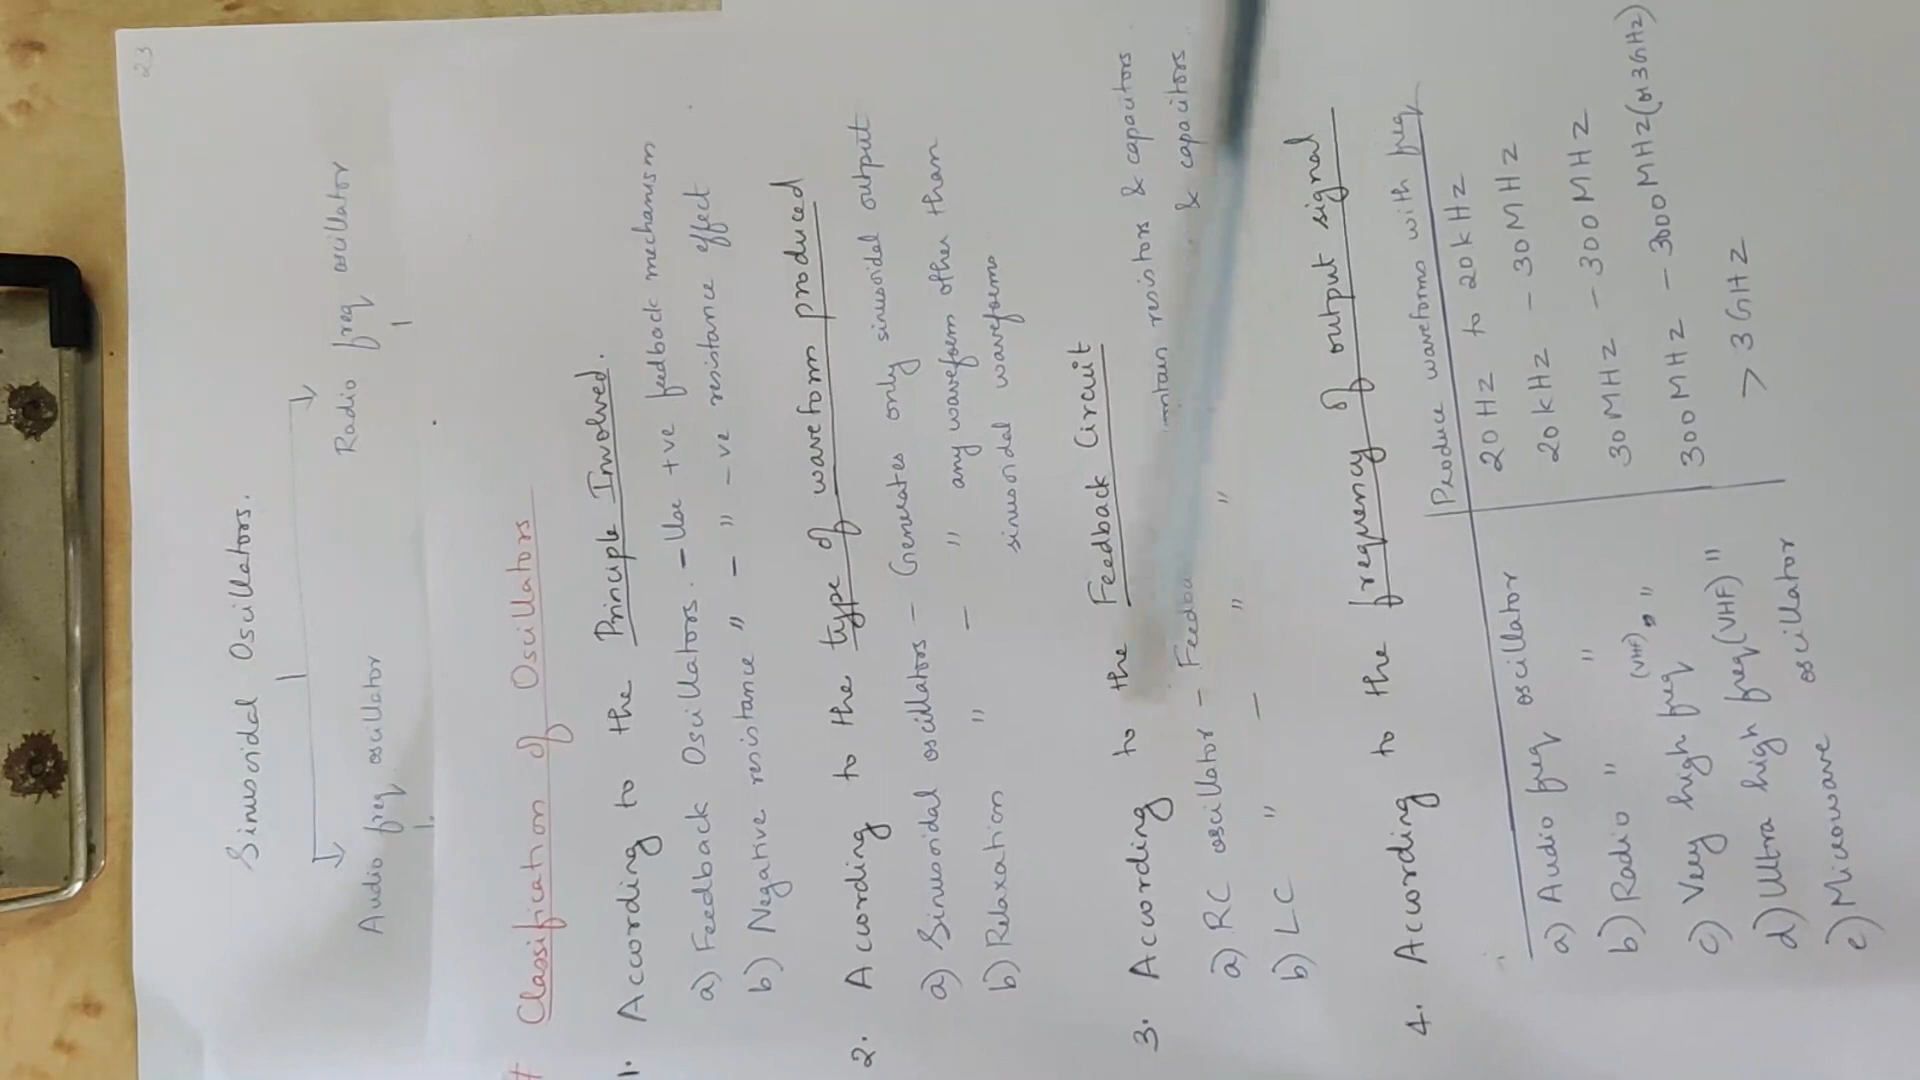 23
Sinusoidal Oscillators.
Audio freq oscillator
Radio freq oscillator
# Classification of Oscillators
1. According to the Principle Involved.
a) Feedback Oscillators. - Use +ve feedback mechanism
b) Negative resistance " - " -ve resistance effect
2. According to the type of waveform produced
a) Sinusoidal oscillators - Generates only sinusoidal output
b) Relaxation " - " any waveform other than
sinusoidal waveforms
3. According to the Feedback Circuit
a) RC oscillator - resistors & capacitors.
b) LC " - " " & capacitors
4. According to the frequency of output signal
Produce waveforms with freq
a) Audio freq oscillator 20 Hz to 20 kHz
b) Radio " " 20 kHz - 30 MHz
c) Very high freq (VHF) " 30 MHz - 300 MHz
d) Ultra high freq (VHF) " 300 MHz - 3000 MHz (or 3 GHz)
e) Microwave oscillator > 3 GHz